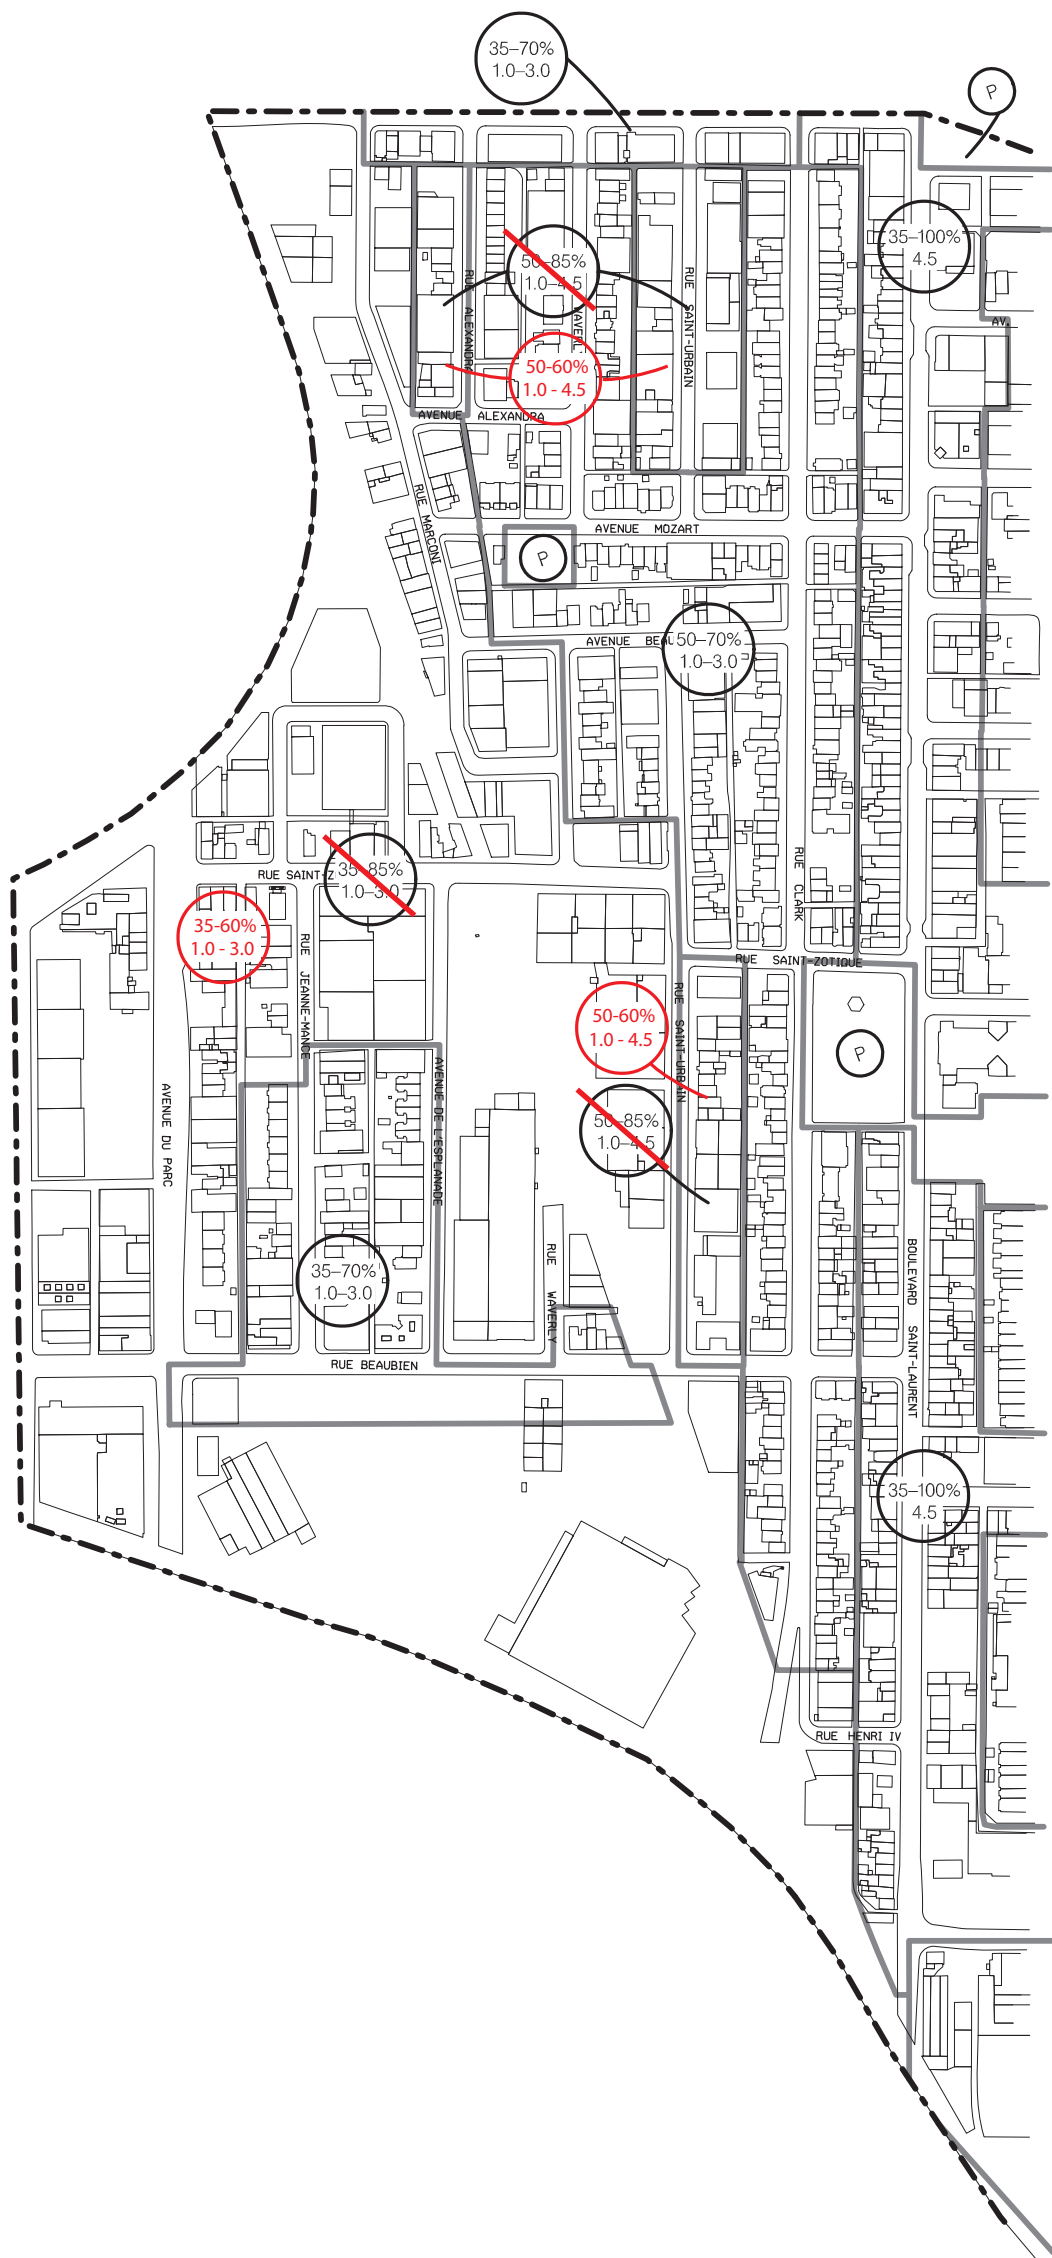 35–70%
1.0–3.0
P
35–100%
4.5
50–85%
1.0–4.5
RUE ALEXANDRA
RUE SAINT-URBAIN
AV.
50-60%
1.0 - 4.5
AVENUE ALEXANDRA
RUE MARCONI
AVENUE MOZART
P
AVENUE BEAU
50–70%
1.0–3.0
RUE CLARK
35–85%
1.0–3.0
RUE SAINT-Z
35-60%
1.0 - 3.0
RUE JEANNE-MANCE
RUE SAINT-ZOTIQUE
RUE SAINT-URBAIN
50-60%
1.0 - 4.5
P
AVENUE DU PARC
AVENUE DE L'ESPLANADE
50–85%
1.0–4.5
35–70%
1.0–3.0
RUE WAVERLY
BOULEVARD SAINT-LAURENT
RUE BEAUBIEN
35–100%
4.5
RUE HENRI IV